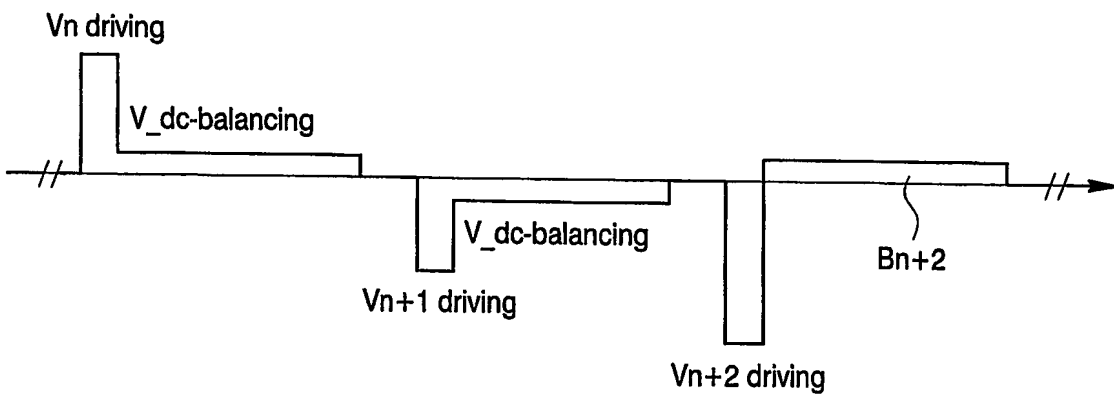 Vn driving
V_dc-balancing
V_dc-balancing
Bn+2
Vn+1 driving
Vn+2 driving